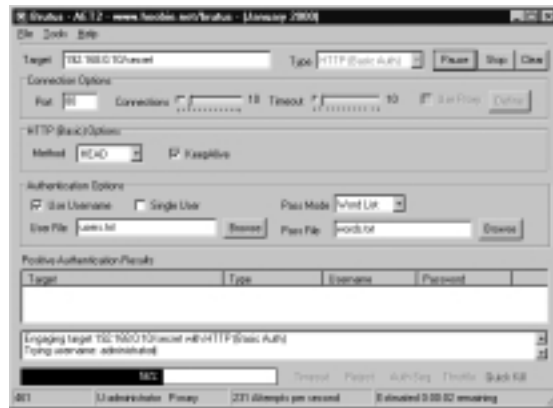 Brutus - AET2 - www.hoobie.net/brutus - (January 2000)
File Tools Help
Target 192.168.0.10/secret Type HTTP (Basic Auth) Pause Stop Clear
Connection Options
Port 80 Connections 10 Timeout 10 Use Proxy Define
HTTP (Basic) Options
Method HEAD KeepAlive
Authentication Options
Use Username Single User Pass Mode Word List
User File users.txt Browse Pass File words.txt Browse
Positive Authentication Results
Target Type Username Password
Engaging target 192.168.0.10/secret with HTTP (Basic Auth)
Trying username: administrator
Timeout Reject Auth Seq Throttle Quick Kill
U:administrator 231 Attempts per second remaining